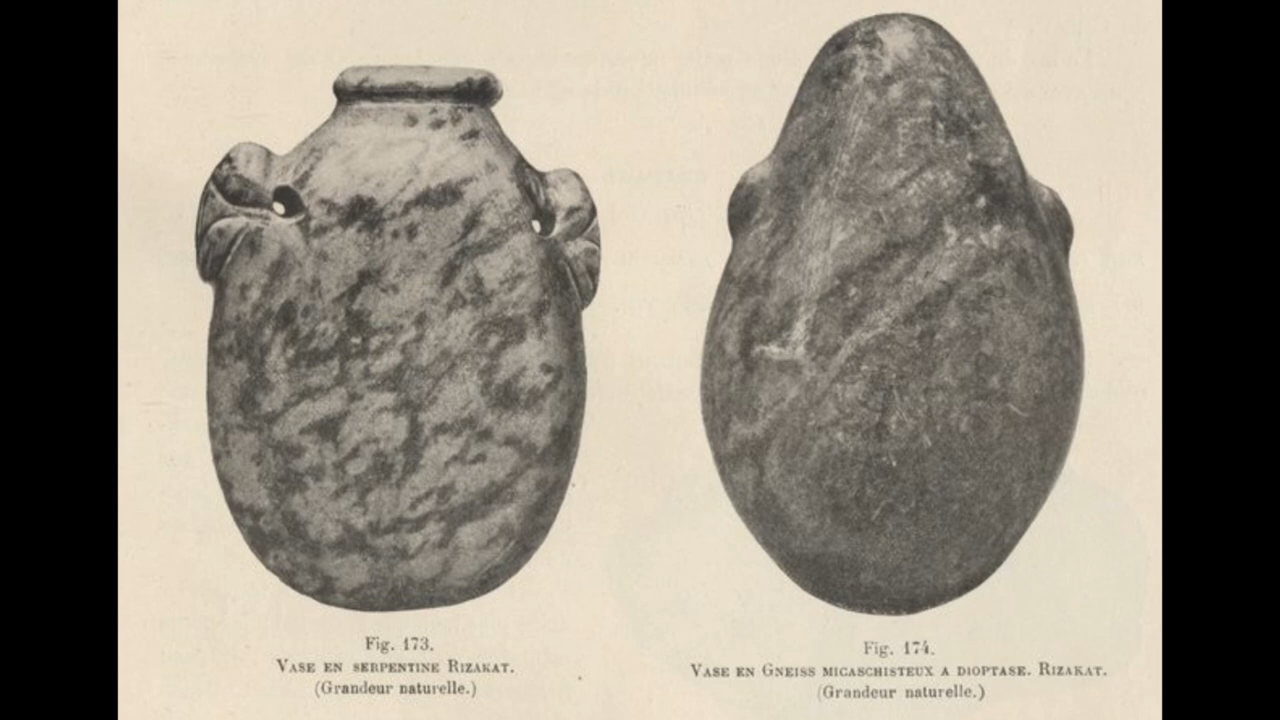 Fig. 173.
VASE EN SERPENTINE RIZAKAT.
(Grandeur naturelle.)
Fig. 174.
VASE EN GNEISS MICASCHISTEUX A DIOPTASE. RIZAKAT.
(Grandeur naturelle.)